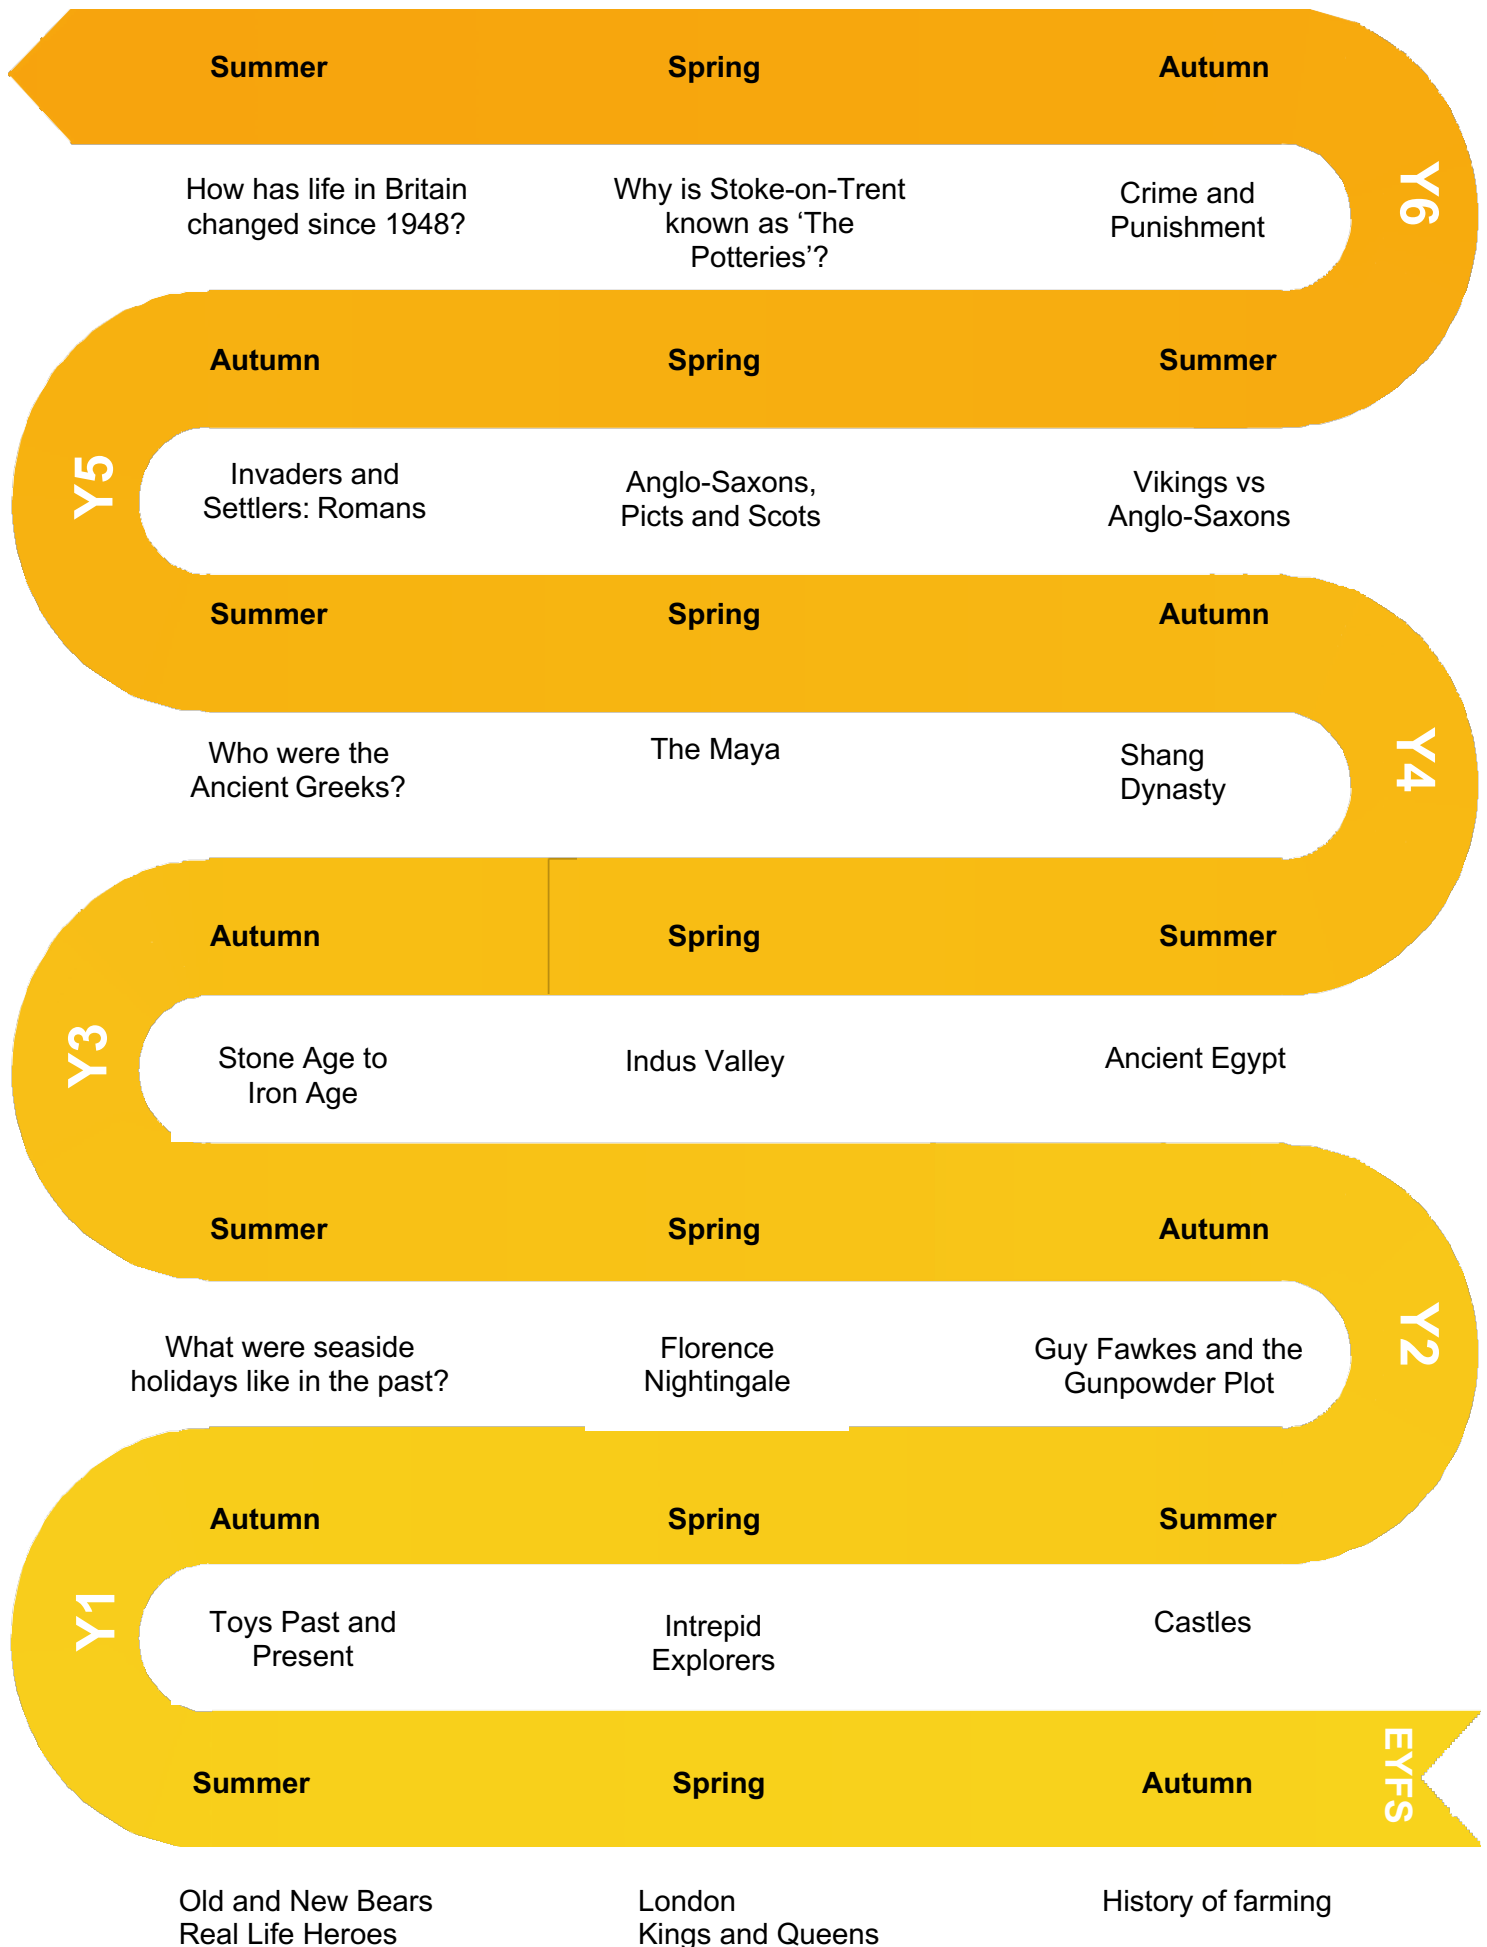 Summer
Spring
Autumn
How has life in Britain
changed since 1948?
Why is Stoke-on-Trent
known as ‘The
Potteries’?
Crime and
Punishment
Y6
Autumn
Spring
Summer
Y5
Invaders and
Settlers: Romans
Anglo-Saxons,
Picts and Scots
Vikings vs
Anglo-Saxons
Summer
Spring
Autumn
Who were the
Ancient Greeks?
The Maya
Shang
Dynasty
Y4
Autumn
Spring
Summer
Y3
Stone Age to
Iron Age
Indus Valley
Ancient Egypt
Summer
Spring
Autumn
What were seaside
holidays like in the past?
Florence
Nightingale
Guy Fawkes and the
Gunpowder Plot
Y2
Autumn
Spring
Summer
Y1
Toys Past and
Present
Intrepid
Explorers
Castles
Summer
Spring
Autumn
EYFS
Old and New Bears
Real Life Heroes
London
Kings and Queens
History of farming